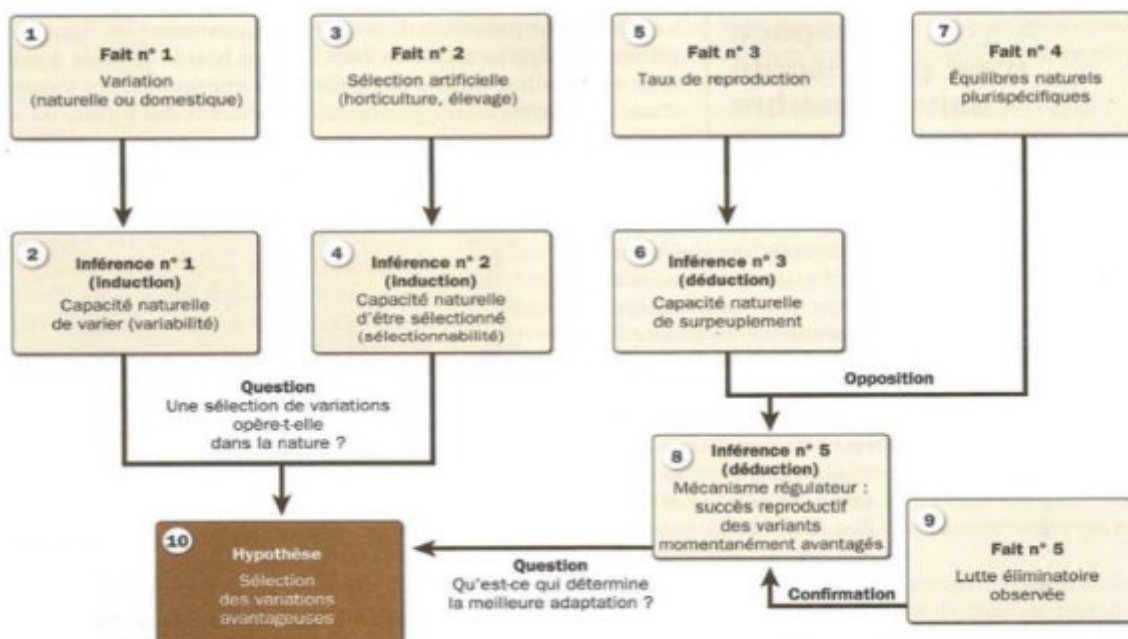 1
Fait n° 1
Variation
(naturelle ou domestique)
3
Fait n° 2
Sélection artificielle
(horticulture, élevage)
5
Fait n° 3
Taux de reproduction
7
Fait n° 4
Équilibres naturels
plurispécifiques
2
Inférence n° 1
(induction)
Capacité naturelle
de varier (variabilité)
4
Inférence n° 2
(induction)
Capacité naturelle
d'être sélectionné
(sélectionnabilité)
6
Inférence n° 3
(déduction)
Capacité naturelle
de surpeuplement
Opposition
Question
Une sélection de variations
opère-t-elle
dans la nature ?
8
Inférence n° 5
(déduction)
Mécanisme régulateur :
succès reproductif
des variants
momentanément avantagés
9
Fait n° 5
Lutte éliminatoire
observée
Confirmation
Question
Qu'est-ce qui détermine
la meilleure adaptation ?
10
Hypothèse
Sélection
des variations
avantageuses